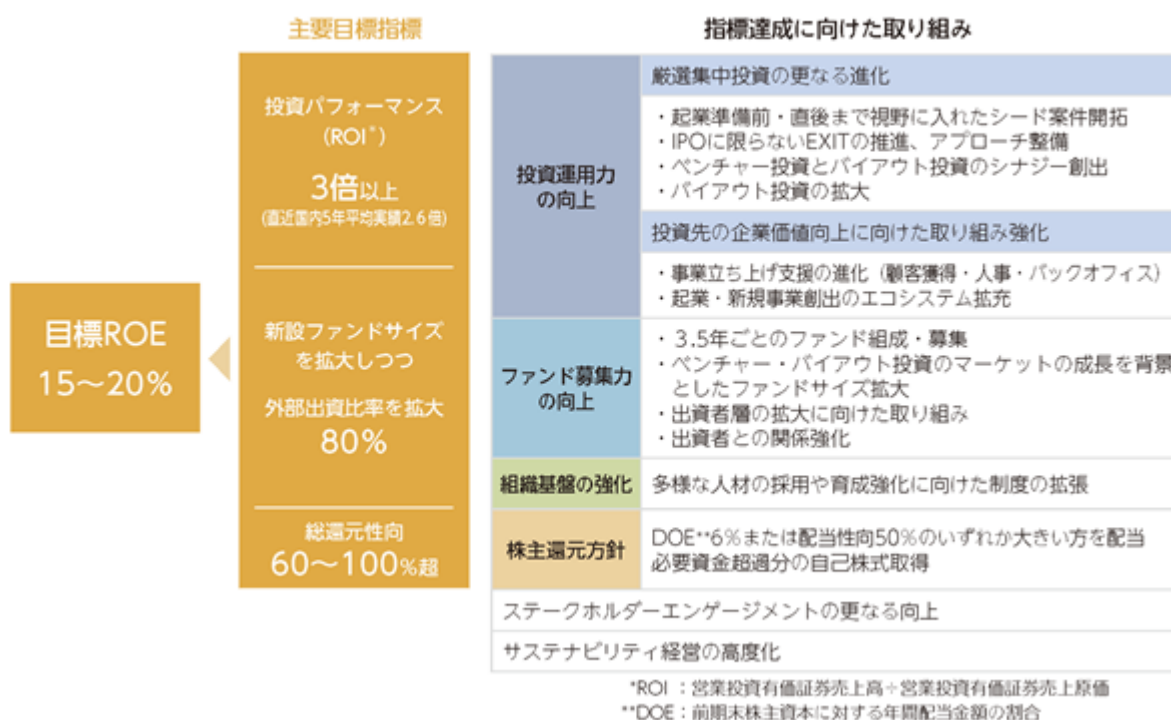 主要目標指標
指標達成に向けた取り組み
目標ROE
15～20%
投資パフォーマンス
(ROI*)
3倍以上
(直近国内5年平均実績2.6倍)
新設ファンドサイズ
を拡大しつつ
外部出資比率を拡大
80%
総還元性向
60～100%超
投資運用力
の向上
厳選集中投資の更なる進化
・起業準備前・直後まで視野に入れたシード案件開拓
・IPOに限らないEXITの推進、アプローチ整備
・ベンチャー投資とバイアウト投資のシナジー創出
・バイアウト投資の拡大
投資先の企業価値向上に向けた取り組み強化
・事業立ち上げ支援の進化（顧客獲得・人事・バックオフィス）
・起業・新規事業創出のエコシステム拡充
ファンド募集力
の向上
・3.5年ごとのファンド組成・募集
・ベンチャー・バイアウト投資のマーケットの成長を背景
としたファンドサイズ拡大
・出資者層の拡大に向けた取り組み
・出資者との関係強化
組織基盤の強化
多様な人材の採用や育成強化に向けた制度の拡張
株主還元方針
DOE**6%または配当性向50%のいずれか大きい方を配当
必要資金超過分の自己株式取得
ステークホルダーエンゲージメントの更なる向上
サステナビリティ経営の高度化
*ROI ：営業投資有価証券売上高÷営業投資有価証券売上原価
**DOE：前期末株主資本に対する年間配当金額の割合